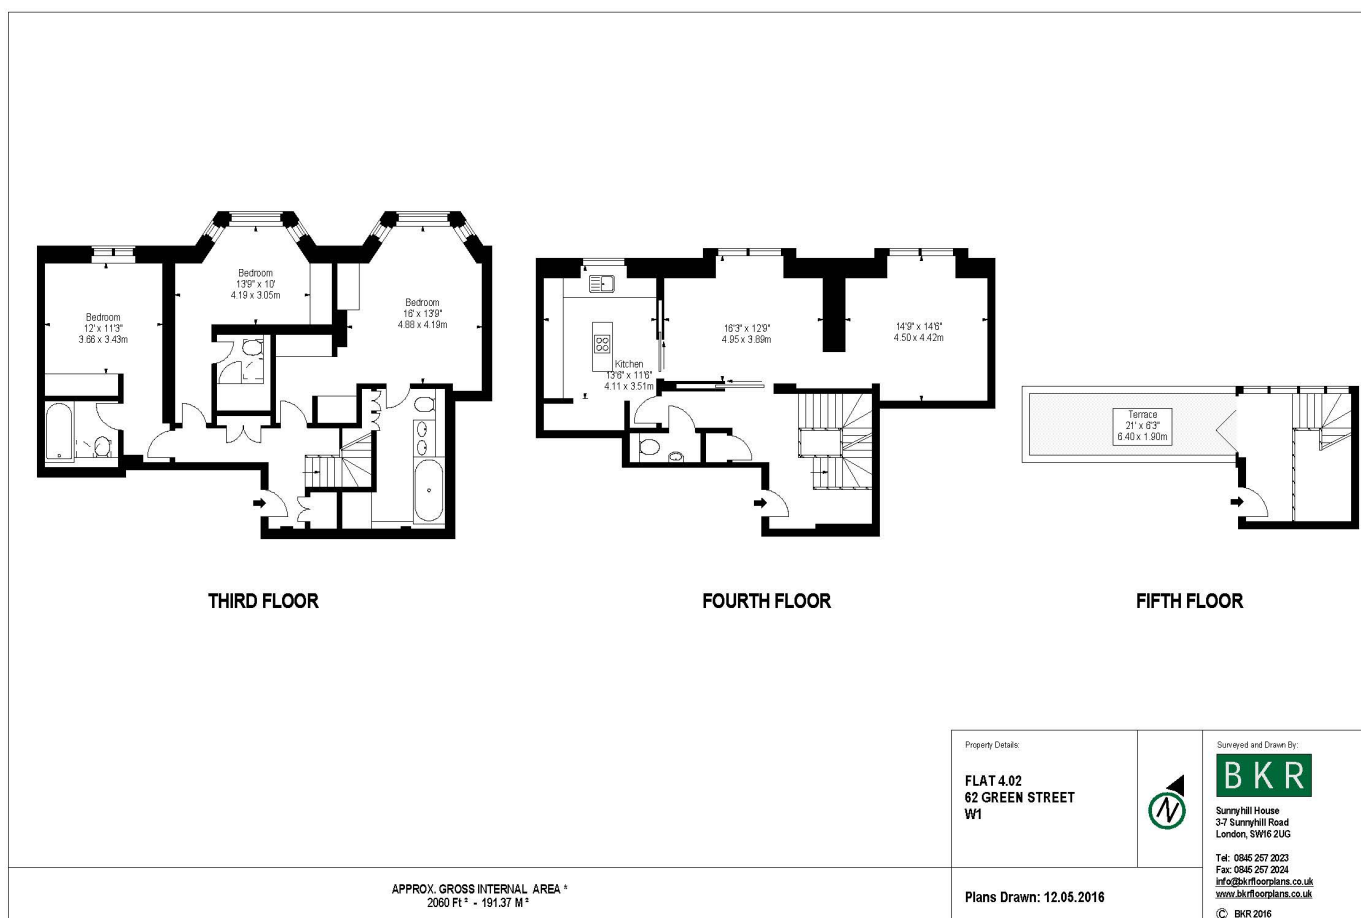 Bedroom
12' x 11'3"
3.66 x 3.43m
Bedroom
13'9" x 10'
4.19 x 3.05m
Bedroom
16' x 13'9"
4.88 x 4.19m
THIRD FLOOR
Kitchen
13'6" x 11'6"
4.11 x 3.51m
16'3" x 12'9"
4.95 x 3.89m
14'9" x 14'6"
4.50 x 4.42m
FOURTH FLOOR
Terrace
21' x 6'3"
6.40 x 1.90m
FIFTH FLOOR
Property Details:
FLAT 4.02
62 GREEN STREET
W1
N
Plans Drawn: 12.05.2016
Surveyed and Drawn By:
BKR
Sunnyhill House
3-7 Sunnyhill Road
London, SW16 2UG
Tel: 0845 257 2023
Fax: 0845 257 2024
info@bkrfloorplans.co.uk
www.bkrfloorplans.co.uk
© BKR 2016
APPROX. GROSS INTERNAL AREA *
2060 Ft ² - 191.37 M ²